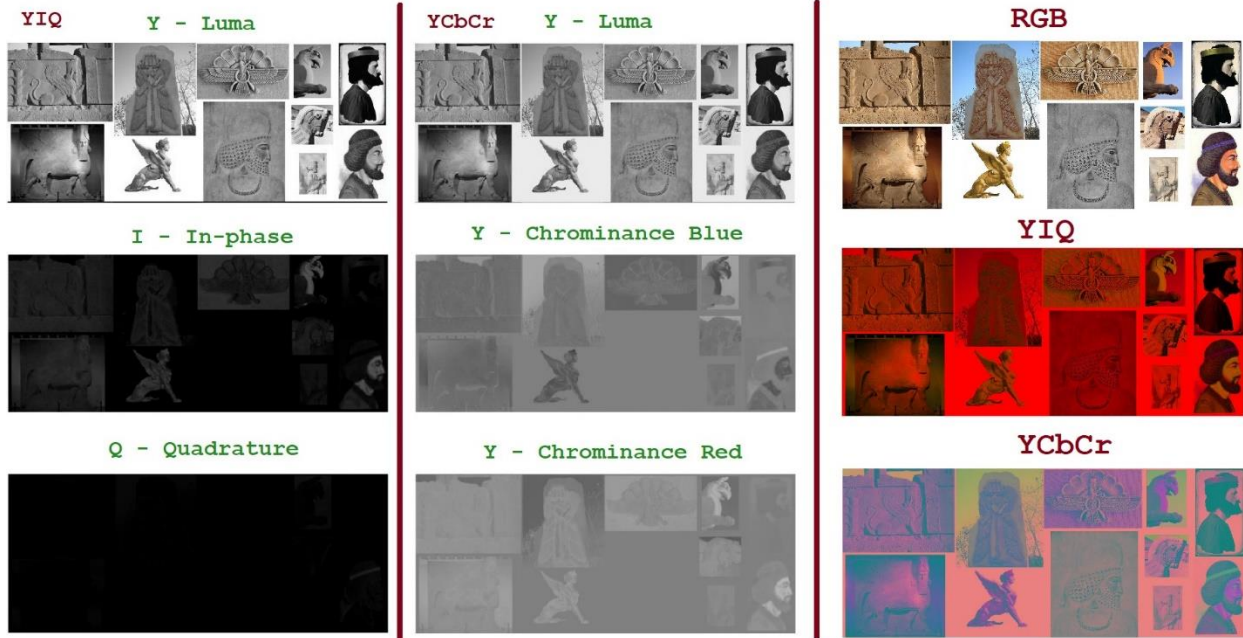 YIQ
Y - Luma
I - In-phase
Q - Quadrature
YCbCr
Y - Luma
Y - Chrominance Blue
Y - Chrominance Red
RGB
YIQ
YCbCr